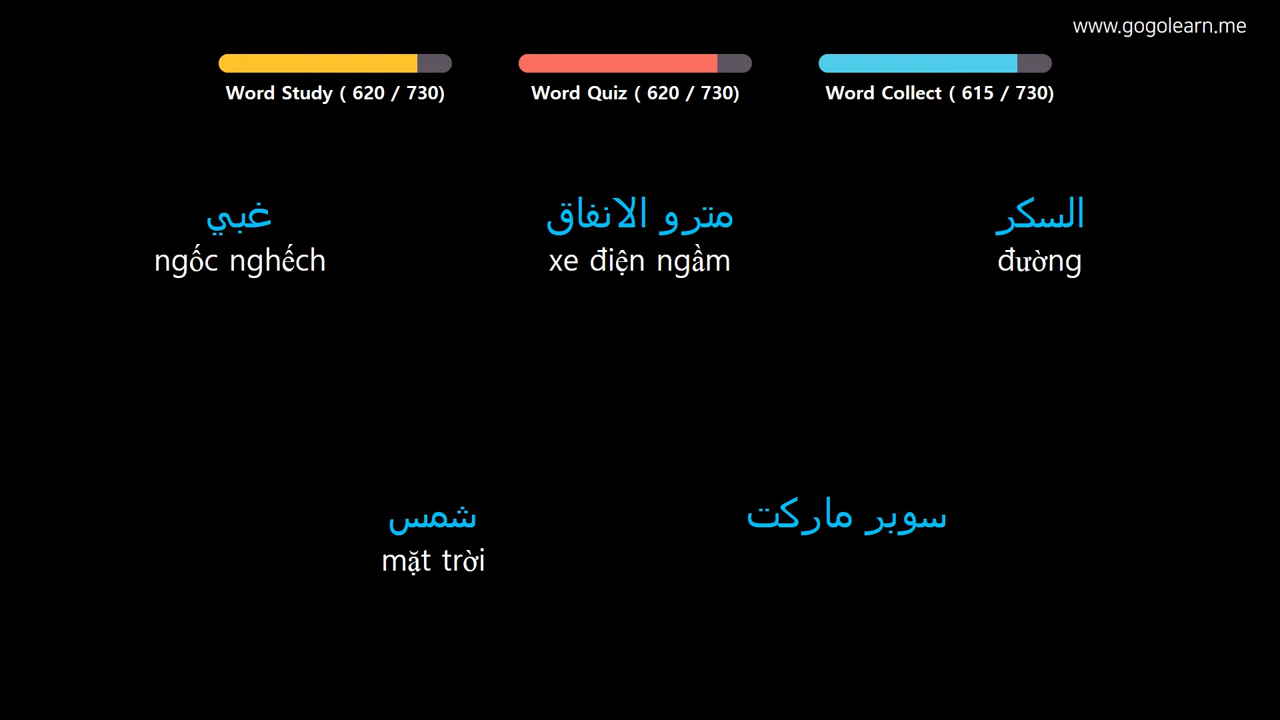 www.gogolearn.me
Word Study ( 620 / 730)
Word Quiz ( 620 / 730)
Word Collect ( 615 / 730)
غبي
ngốc nghếch
مترو الانفاق
xe điện ngầm
السكر
đường
شمس
mặt trời
سوبر ماركت